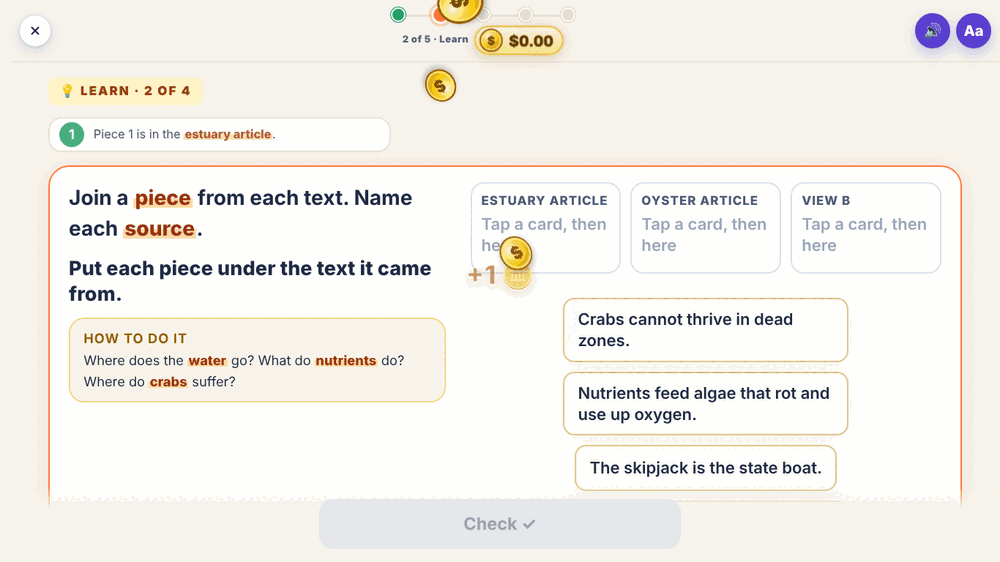 2 of 5 · Learn
$0.00
Aa
💡 LEARN · 2 OF 4
1 Piece 1 is in the estuary article.
Join a piece from each text. Name
each source.
Put each piece under the text it came
from.
HOW TO DO IT
Where does the water go? What do nutrients do?
Where do crabs suffer?
ESTUARY ARTICLE
Tap a card, then
he
OYSTER ARTICLE
Tap a card, then
here
VIEW B
Tap a card, then
here
+1
Crabs cannot thrive in dead
zones.
Nutrients feed algae that rot and
use up oxygen.
The skipjack is the state boat.
Check ✓